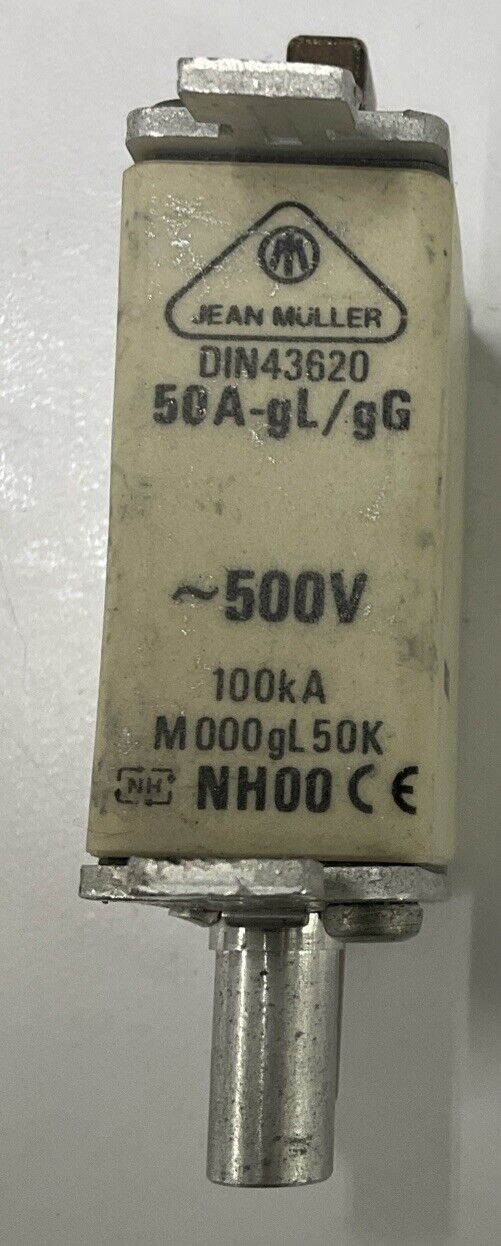 JEAN MÜLLER
DIN43620
50A-gL/gG
~500V
100kA
M000gL50K
NH NH00 CE